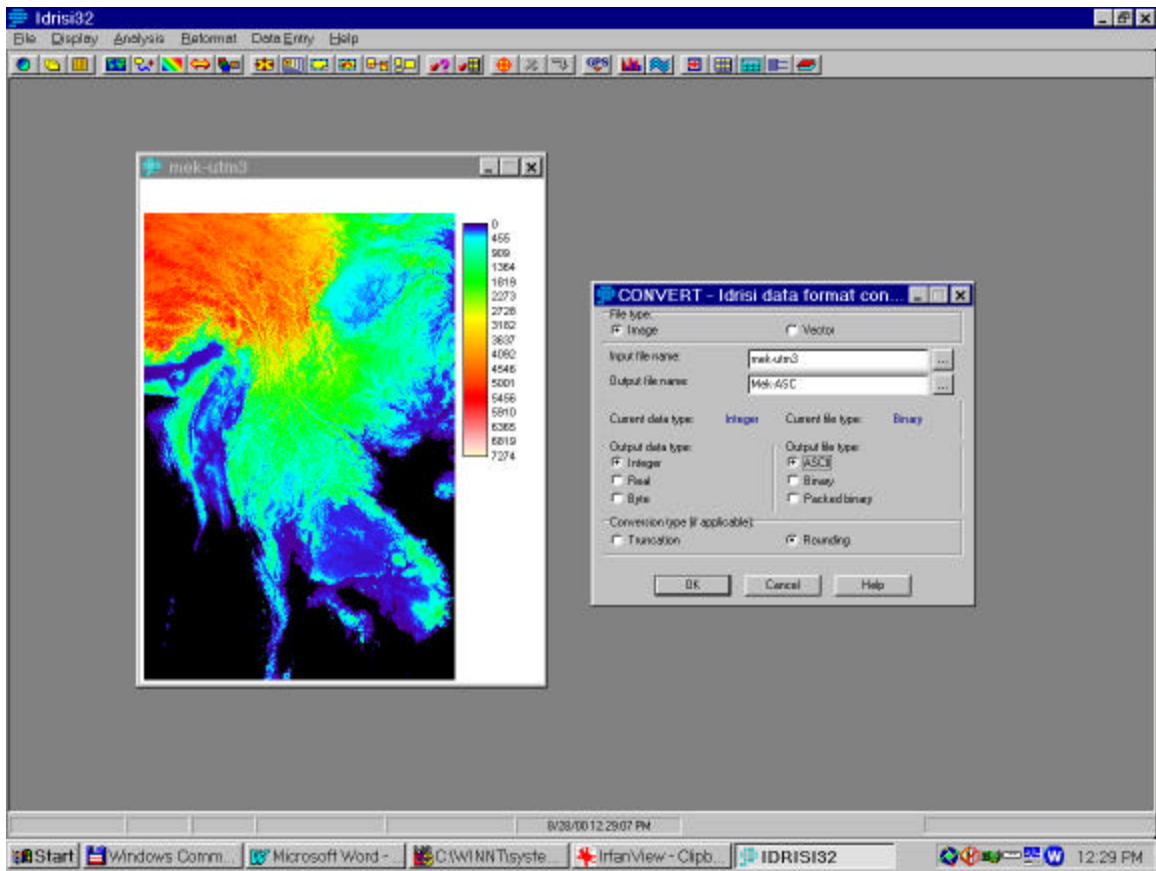 Idrisi32
File Display Analysis Reformat Data Entry Help
GPS
mek-utm3
0
455
909
1364
1819
2273
2728
3182
3637
4092
4546
5001
5456
5910
6365
6819
7274
CONVERT - Idrisi data format con...
File type:
Image Vector
Input file name: mek-utm3 ...
Output file name: Mek-ASC ...
Current data type: Integer Current file type: Binary
Output data type: Output file type:
Integer ASCII
Real Binary
Byte Packed binary
Conversion type (if applicable):
Truncation Rounding
OK Cancel Help
8/28/00 12:29:07 PM
Start Windows Comm... Microsoft Word - ... C:\WINNT\syste... IrfanView - Clipb... IDRISI32 12:29 PM